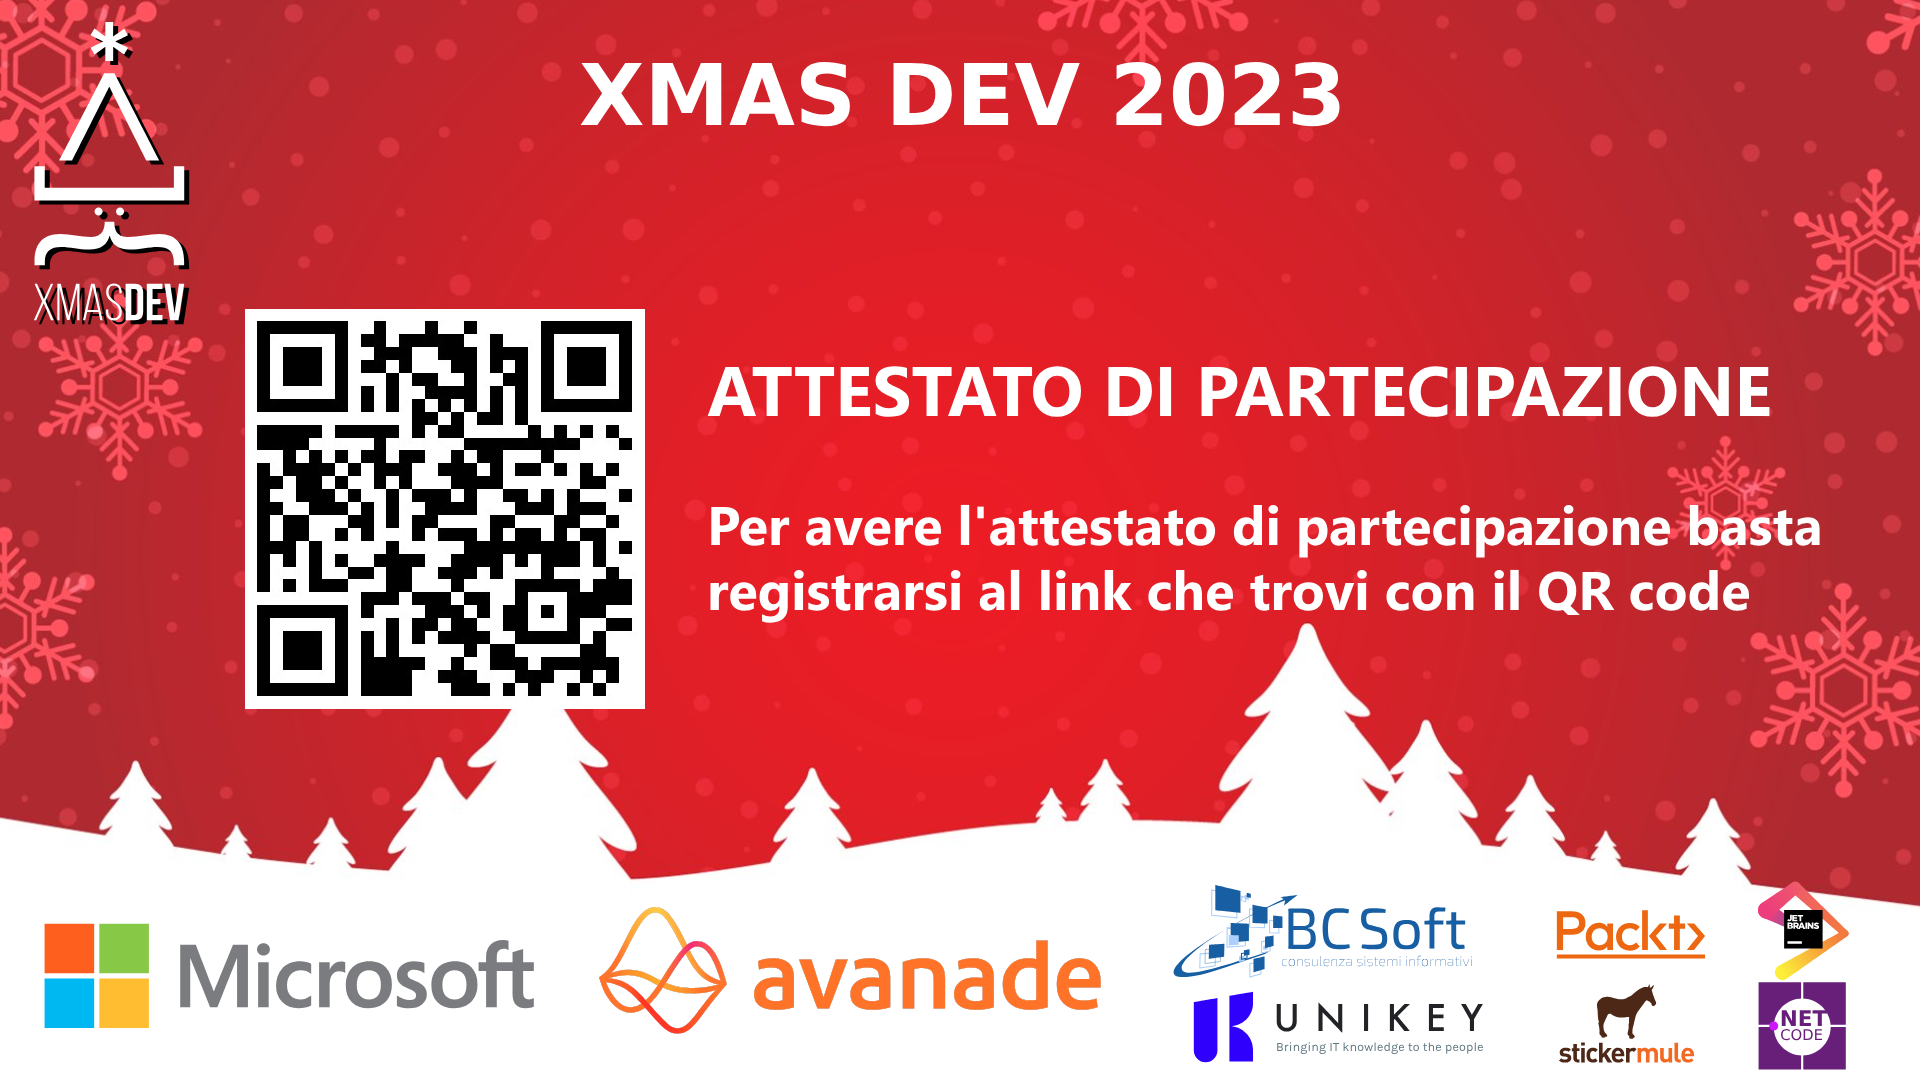 XMAS DEV 2023
XMASDEV
ATTESTATO DI PARTECIPAZIONE
Per avere l'attestato di partecipazione basta
registrarsi al link che trovi con il QR code
Microsoft
avanade
BC Soft
consulenza sistemi informativi
UNIKEY
Bringing IT knowledge to the people
Packt
stickermule
JET
BRAINS
NET
CODE